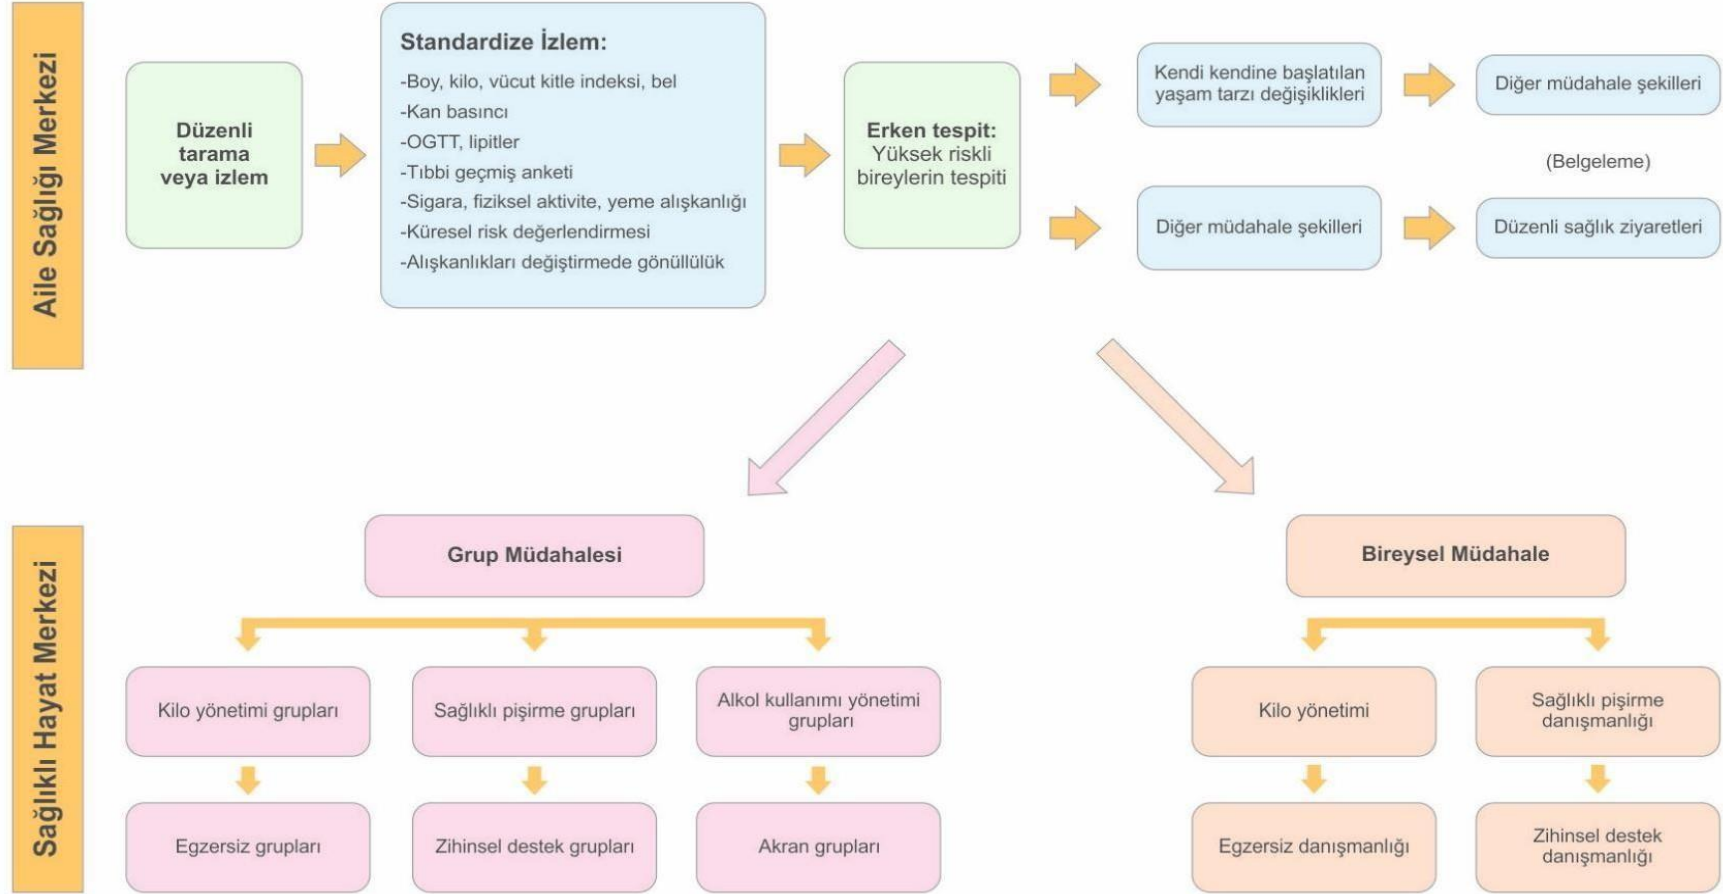 Aile Sağlığı Merkezi
Düzenli
tarama
veya izlem
Standardize İzlem:
-Boy, kilo, vücut kitle indeksi, bel
-Kan basıncı
-OGTT, lipitler
-Tıbbi geçmiş anketi
-Sigara, fiziksel aktivite, yeme alışkanlığı
-Küresel risk değerlendirmesi
-Alışkanlıkları değiştirmede gönüllülük
Erken tespit:
Yüksek riskli
bireylerin tespiti
Kendi kendine başlatılan
yaşam tarzı değişiklikleri
Diğer müdahale şekilleri
(Belgeleme)
Diğer müdahale şekilleri
Düzenli sağlık ziyaretleri
Sağlıklı Hayat Merkezi
Grup Müdahalesi
Kilo yönetimi grupları
Sağlıklı pişirme grupları
Alkol kullanımı yönetimi
grupları
Egzersiz grupları
Zihinsel destek grupları
Akran grupları
Bireysel Müdahale
Kilo yönetimi
Sağlıklı pişirme
danışmanlığı
Egzersiz danışmanlığı
Zihinsel destek
danışmanlığı